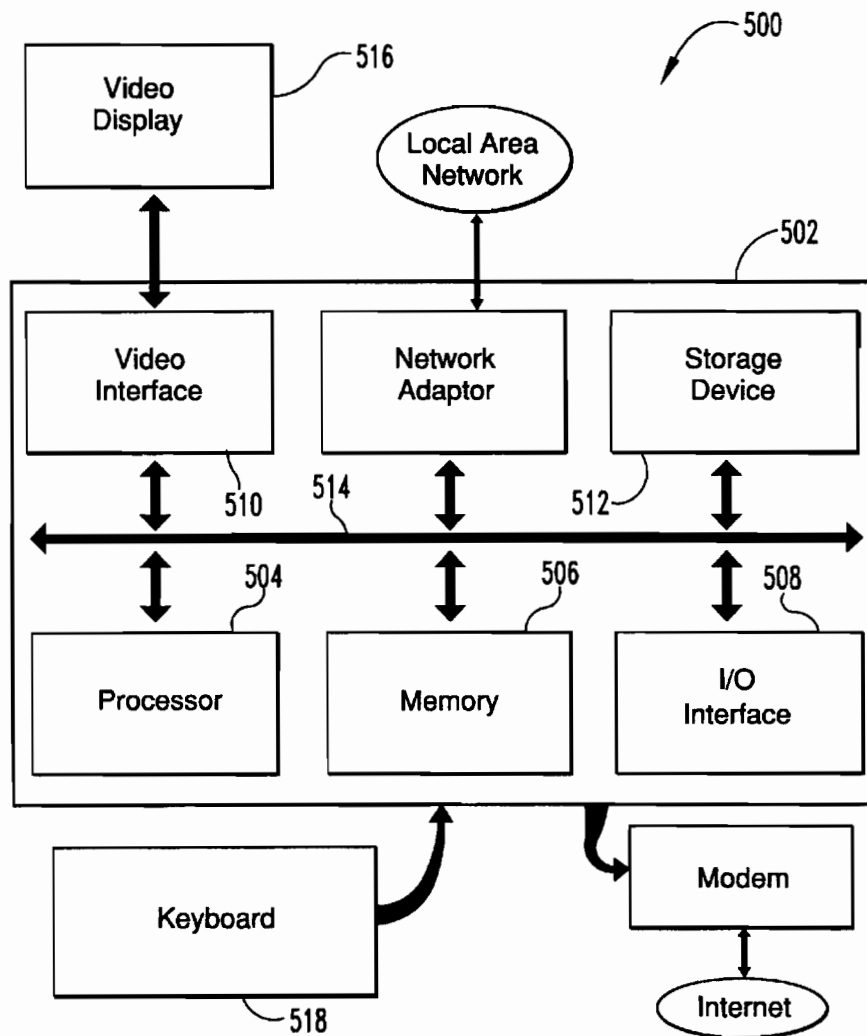 500
516
Video
Display
Local Area
Network
502
Video
Interface
Network
Adaptor
Storage
Device
510
514
512
504
506
508
Processor
Memory
I/O
Interface
Keyboard
518
Modem
Internet